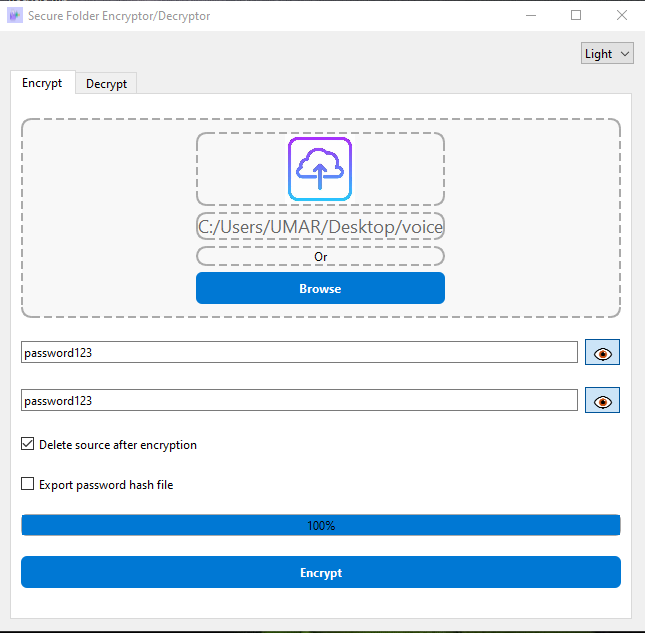 Secure Folder Encryptor/Decryptor
Light
Encrypt Decrypt
C:/Users/UMAR/Desktop/voice
Or
Browse
password123
password123
Delete source after encryption
Export password hash file
100%
Encrypt